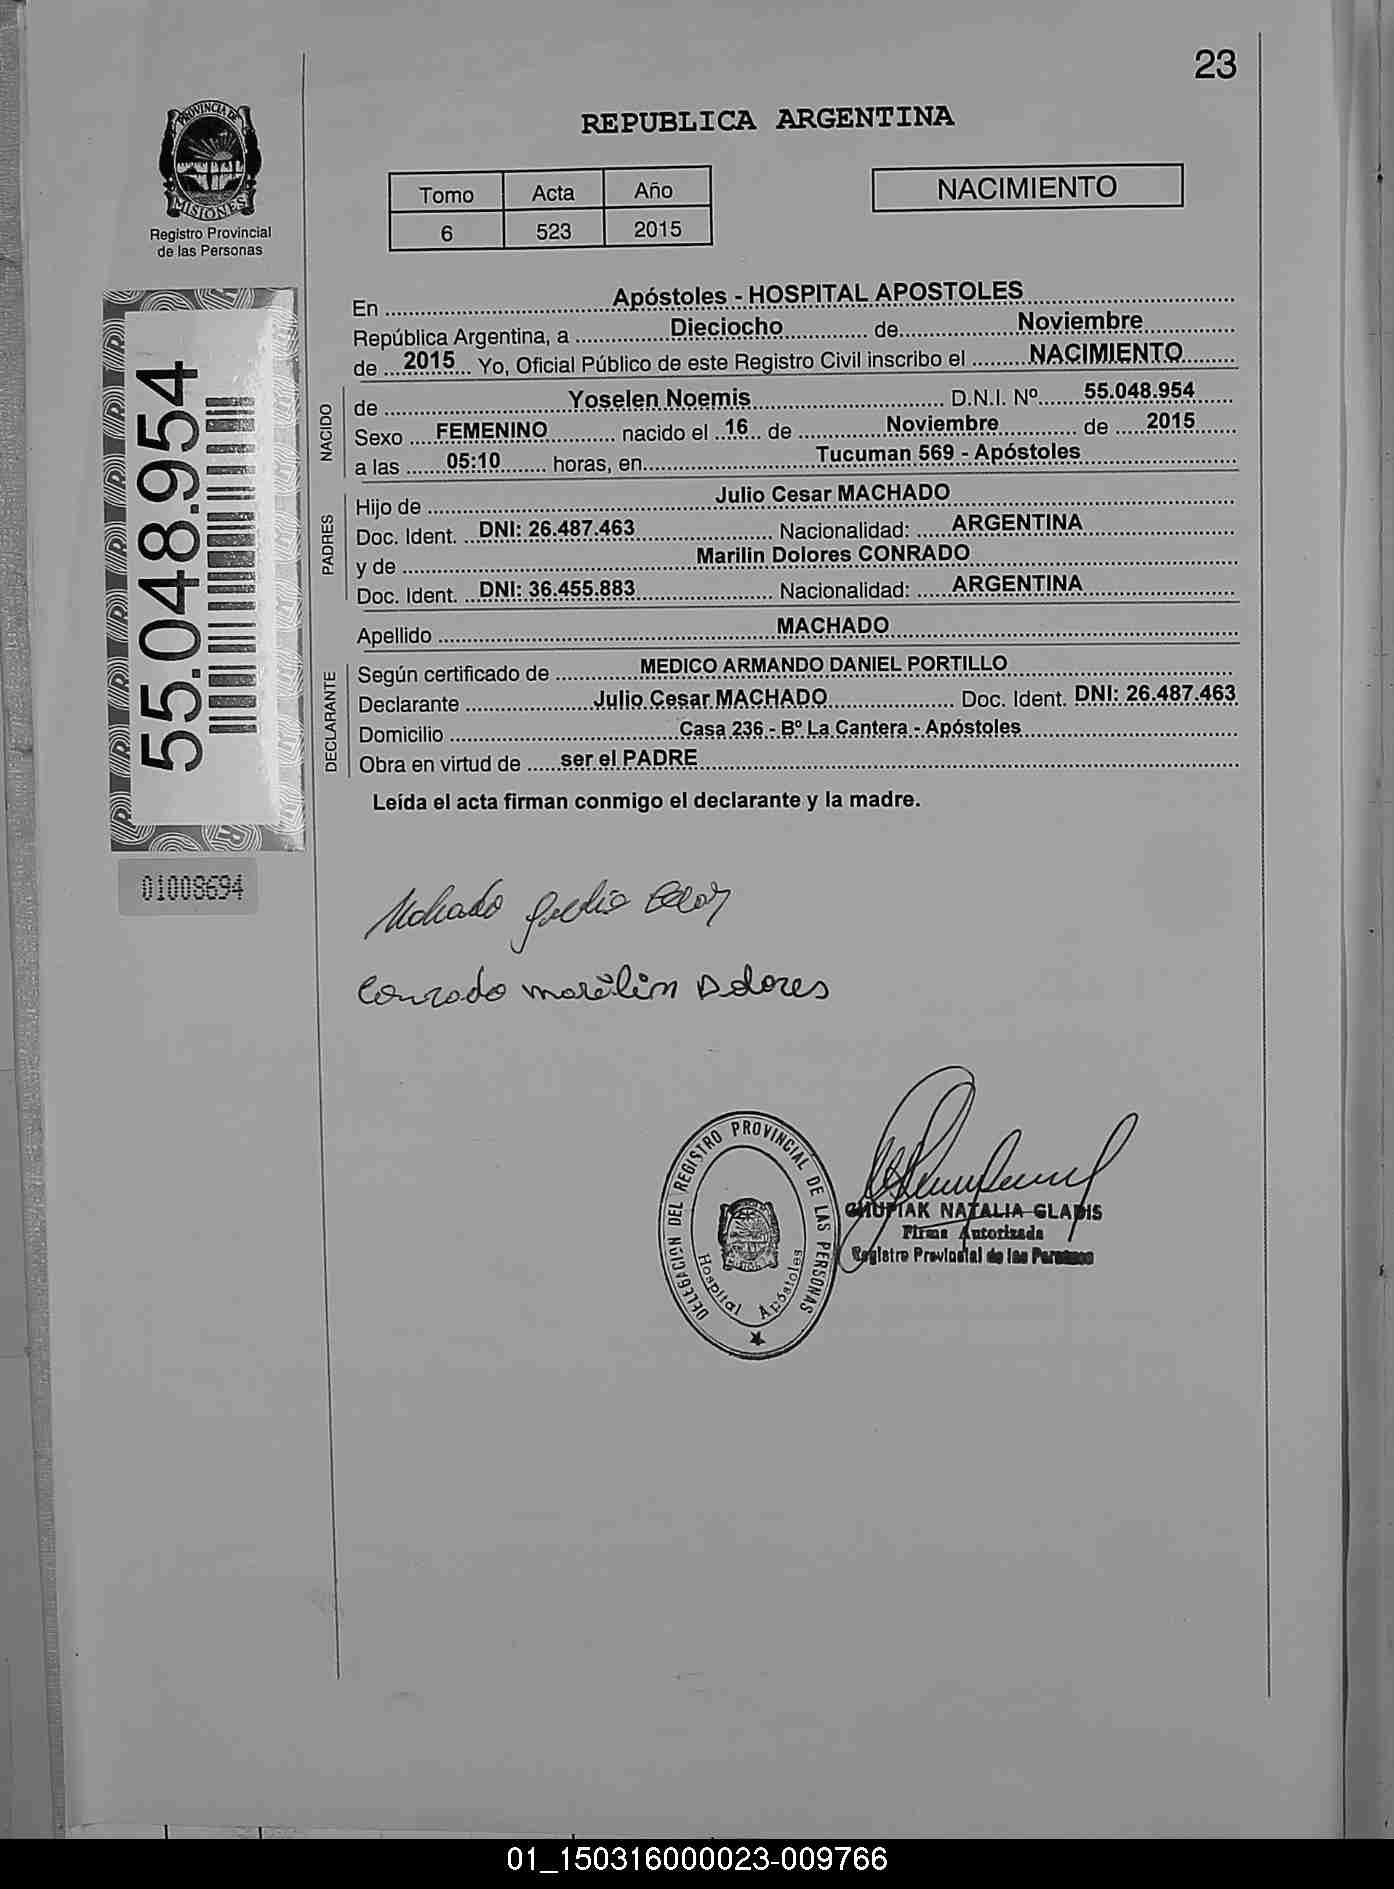 23
PROVINCIA DE
MISIONES
Registro Provincial
de las Personas
REPUBLICA ARGENTINA
Tomo Acta Año
6 523 2015
NACIMIENTO
En Apóstoles - HOSPITAL APOSTOLES
República Argentina, a Dieciocho de Noviembre
de 2015 Yo, Oficial Público de este Registro Civil inscribo el NACIMIENTO
NACIDO
de Yoselen Noemis D.N.I. Nº 55.048.954
Sexo FEMENINO nacido el 16 de Noviembre de 2015
a las 05:10 horas, en Tucuman 569 - Apóstoles
PADRES
Hijo de Julio Cesar MACHADO
Doc. Ident. DNI: 26.487.463 Nacionalidad: ARGENTINA
y de Marilin Dolores CONRADO
Doc. Ident. DNI: 36.455.883 Nacionalidad: ARGENTINA
Apellido MACHADO
DECLARANTE
Según certificado de MEDICO ARMANDO DANIEL PORTILLO
Declarante Julio Cesar MACHADO Doc. Ident. DNI: 26.487.463
Domicilio Casa 236 - Bº La Cantera - Apóstoles
Obra en virtud de ser el PADRE
Leída el acta firman conmigo el declarante y la madre.
55.048.954
01008694
Machado Julio Cesar
Conrado Marilin Dolores
DELEGACION DEL REGISTRO PROVINCIAL DE LAS PERSONAS
Hospital Apóstoles
CHUPIAK NATALIA GLADIS
Firma Autorizada
Registro Provincial de las Personas
01_150316000023-009766